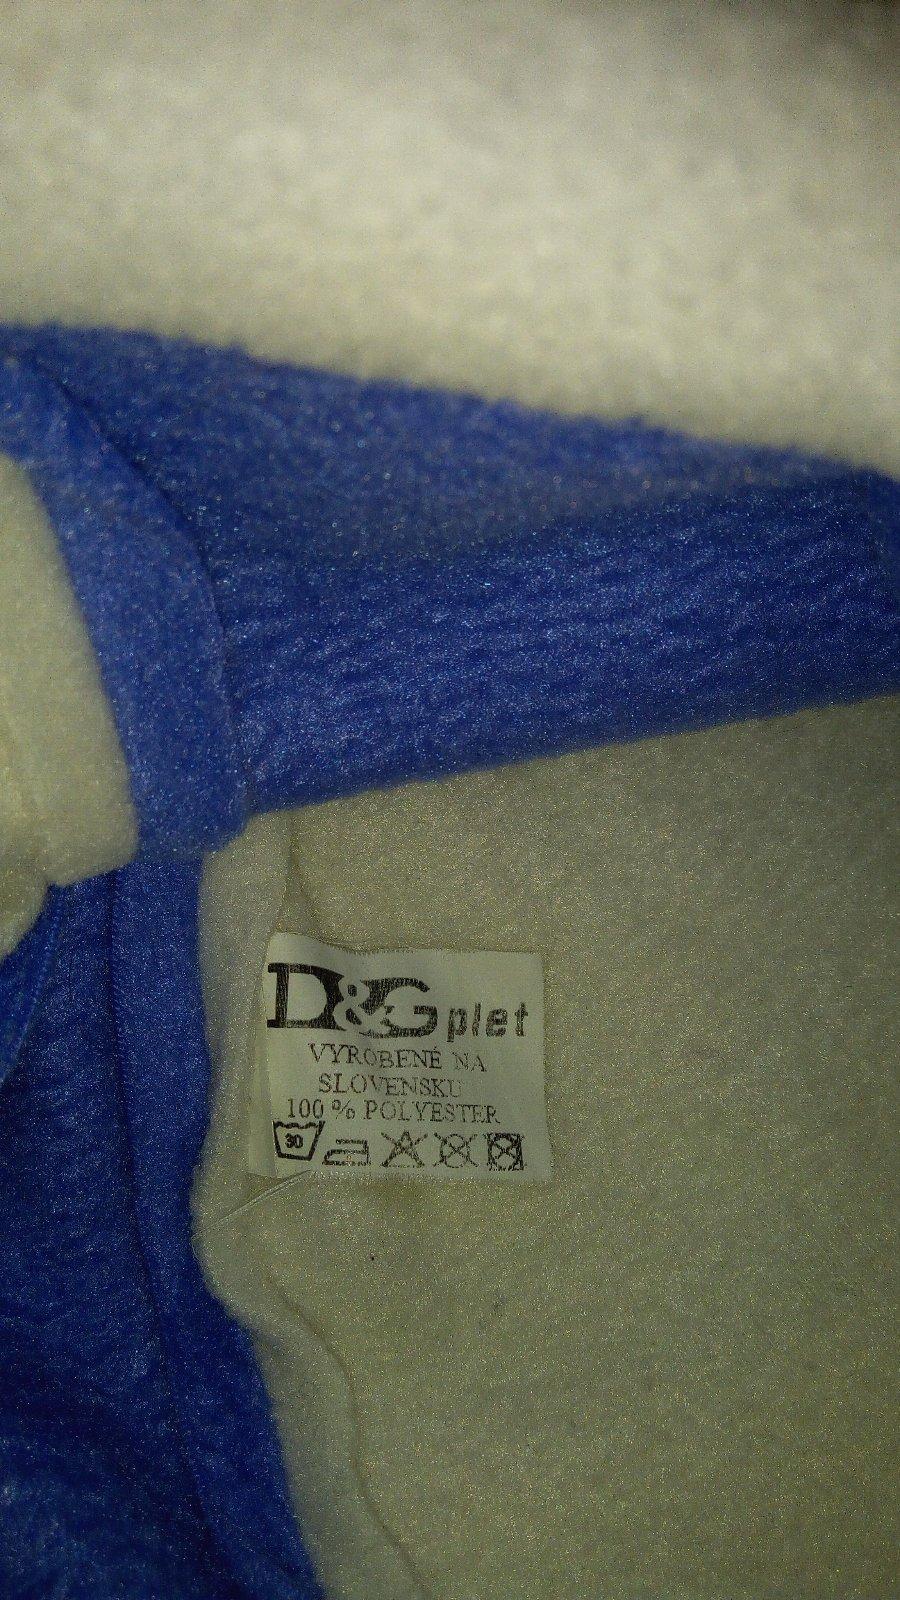 D&G plet
VYROBENÉ NA
SLOVENSKU
100 % POLYESTER
30